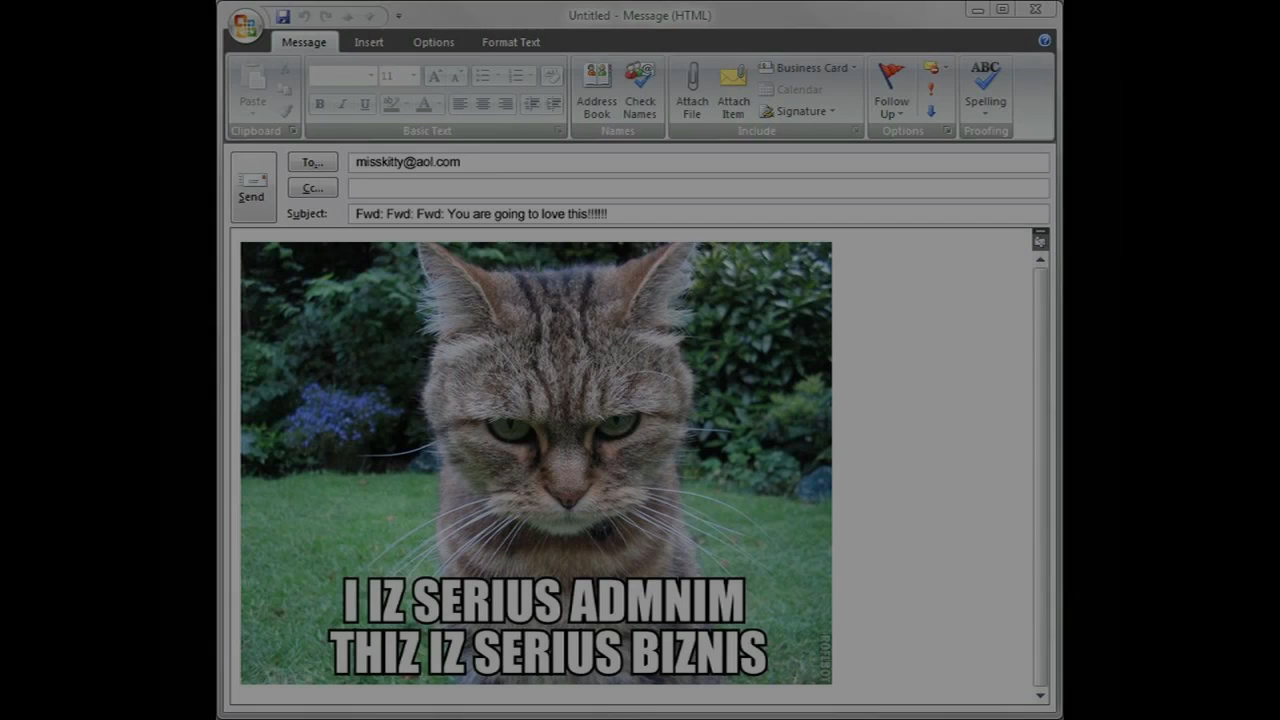 Untitled - Message (HTML)
Message Insert Options Format Text
Paste
Clipboard
11
B I U
Basic Text
Address Book
Check Names
Names
Attach File
Attach Item
Business Card
Calendar
Signature
Include
Follow Up
Options
ABC
Spelling
Proofing
Send
To...
misskitty@aol.com
Cc...
Subject:
Fwd: Fwd: Fwd: You are going to love this!!!!!!
I IZ SERIUS ADMNIM
THIZ IZ SERIUS BIZNIS